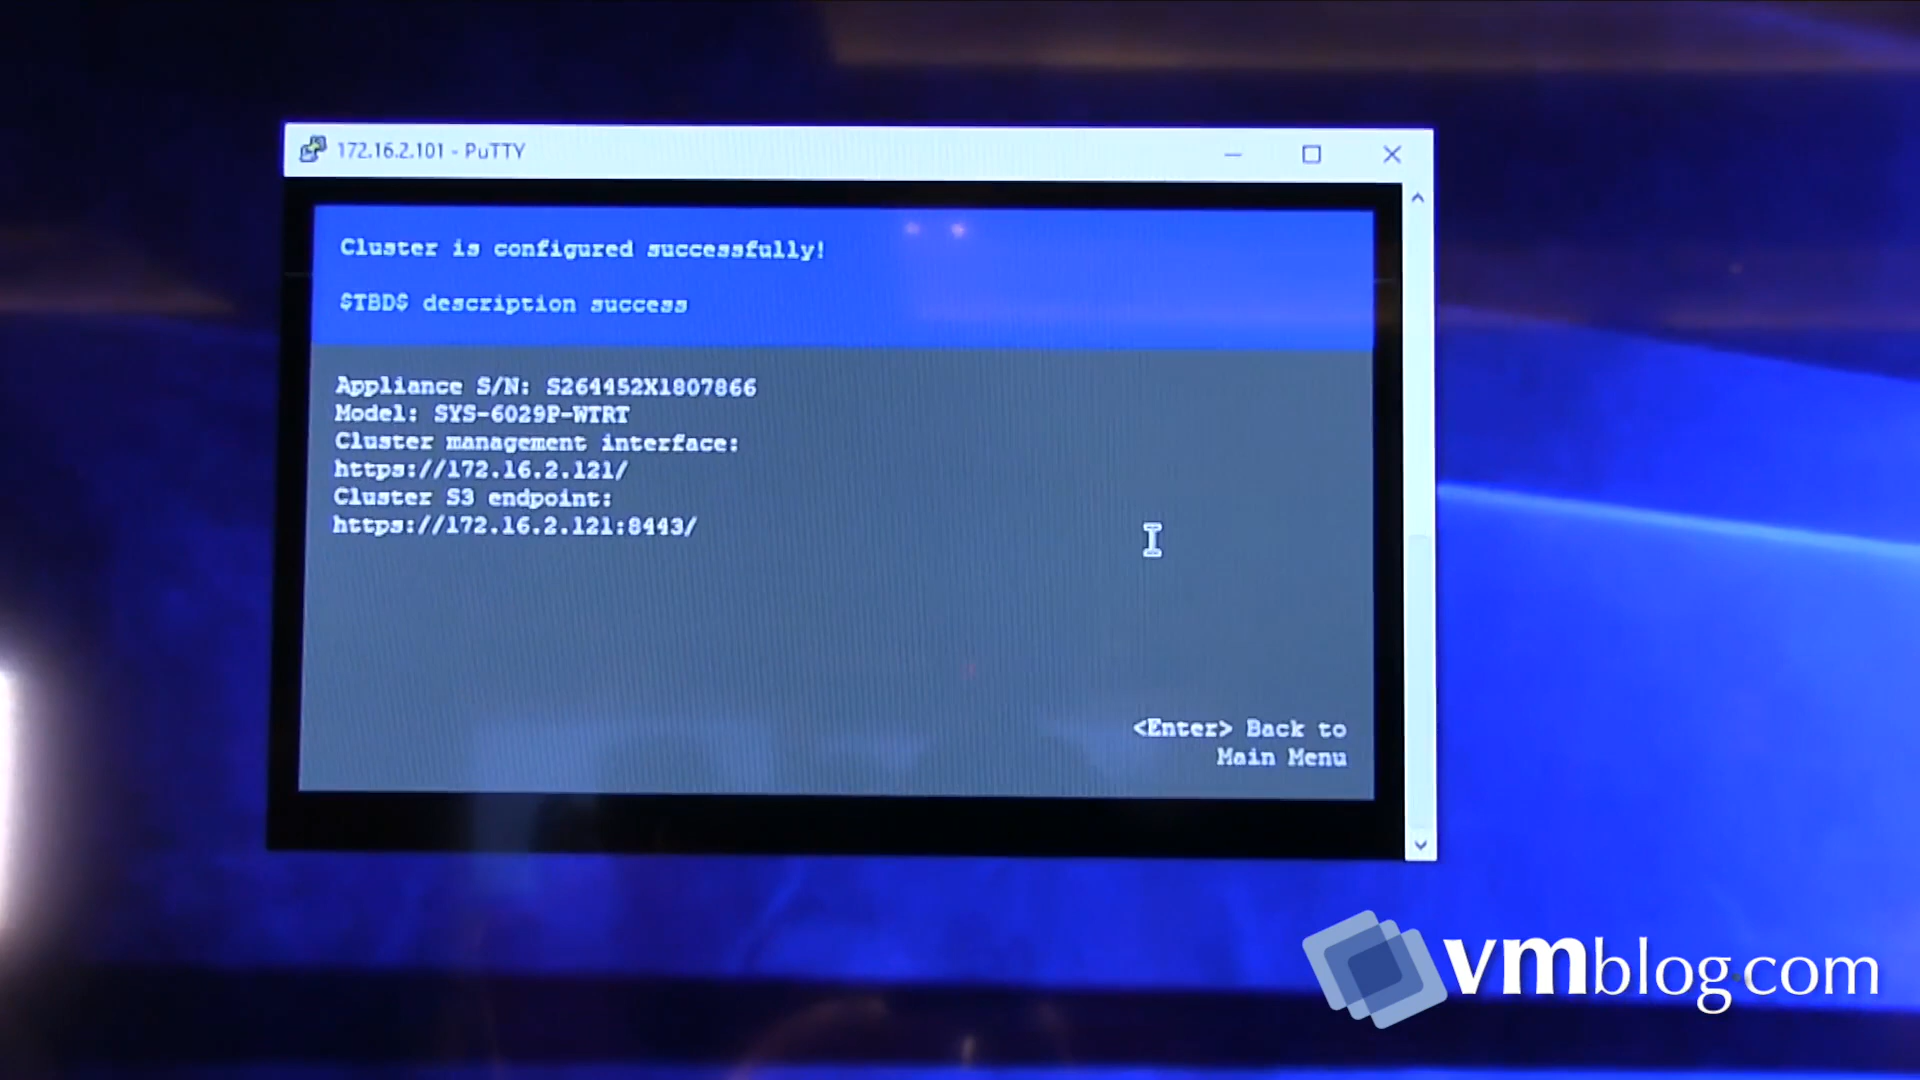 172.16.2.101 - PuTTY
Cluster is configured successfully!
$TBD$ description success
Appliance S/N: S264452X1807866
Model: SYS-6029P-WTRT
Cluster management interface:
https://172.16.2.121/
Cluster S3 endpoint:
https://172.16.2.121:8443/
<Enter> Back to
Main Menu
vmblog.com